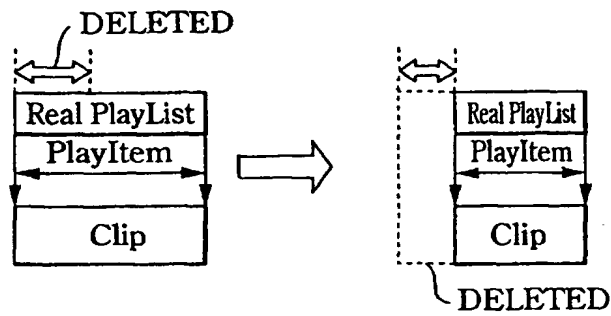 DELETED
Real PlayList
PlayItem
Clip
Real PlayList
PlayItem
Clip
DELETED